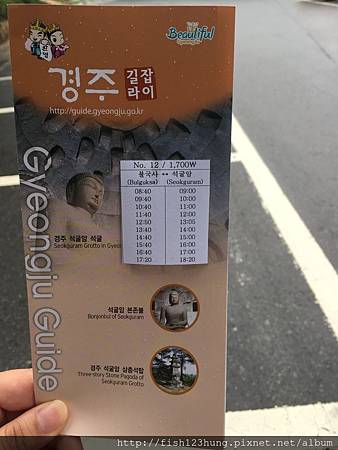 Beautiful
경주 길잡라이
http://guide.gyeongju.go.kr
Gyeongju Guide
No. 12 / 1,700W
불국사 ↔ 석굴암
(Bulguksa) (Seokguram)
08:40 09:00
09:40 10:00
10:40 11:00
11:40 12:00
12:50 13:05
13:40 14:00
14:40 15:00
15:40 16:00
16:40 17:00
17:20 18:20
경주 석굴암 석굴
Seokguram Grotto in Gyeon
석굴암 본존불
Bonjonbul of Seokguram
경주 석굴암 삼층석탑
Three-story Stone Pagoda of
Seokguram Grotto
http://fish123hung.pixnet.net/album